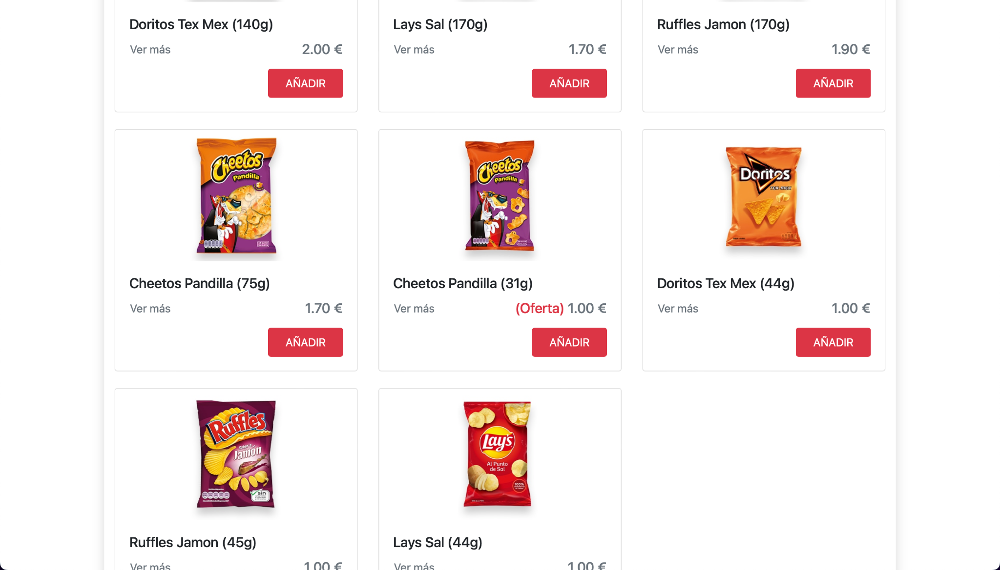 Doritos Tex Mex (140g)
Ver más 2.00 €
AÑADIR
Lays Sal (170g)
Ver más 1.70 €
AÑADIR
Ruffles Jamon (170g)
Ver más 1.90 €
AÑADIR
Cheetos
Pandilla
Cheetos Pandilla (75g)
Ver más 1.70 €
AÑADIR
Cheetos
Pandilla
Cheetos Pandilla (31g)
Ver más (Oferta) 1.00 €
AÑADIR
Doritos
TEX-MEX
Doritos Tex Mex (44g)
Ver más 1.00 €
AÑADIR
Ruffles
Sabor a
Jamón
sin
Ruffles Jamon (45g)
Ver más 1.00 €
Lay's
Al Punto
de Sal
100%
Lays Sal (44g)
Ver más 1.00 €